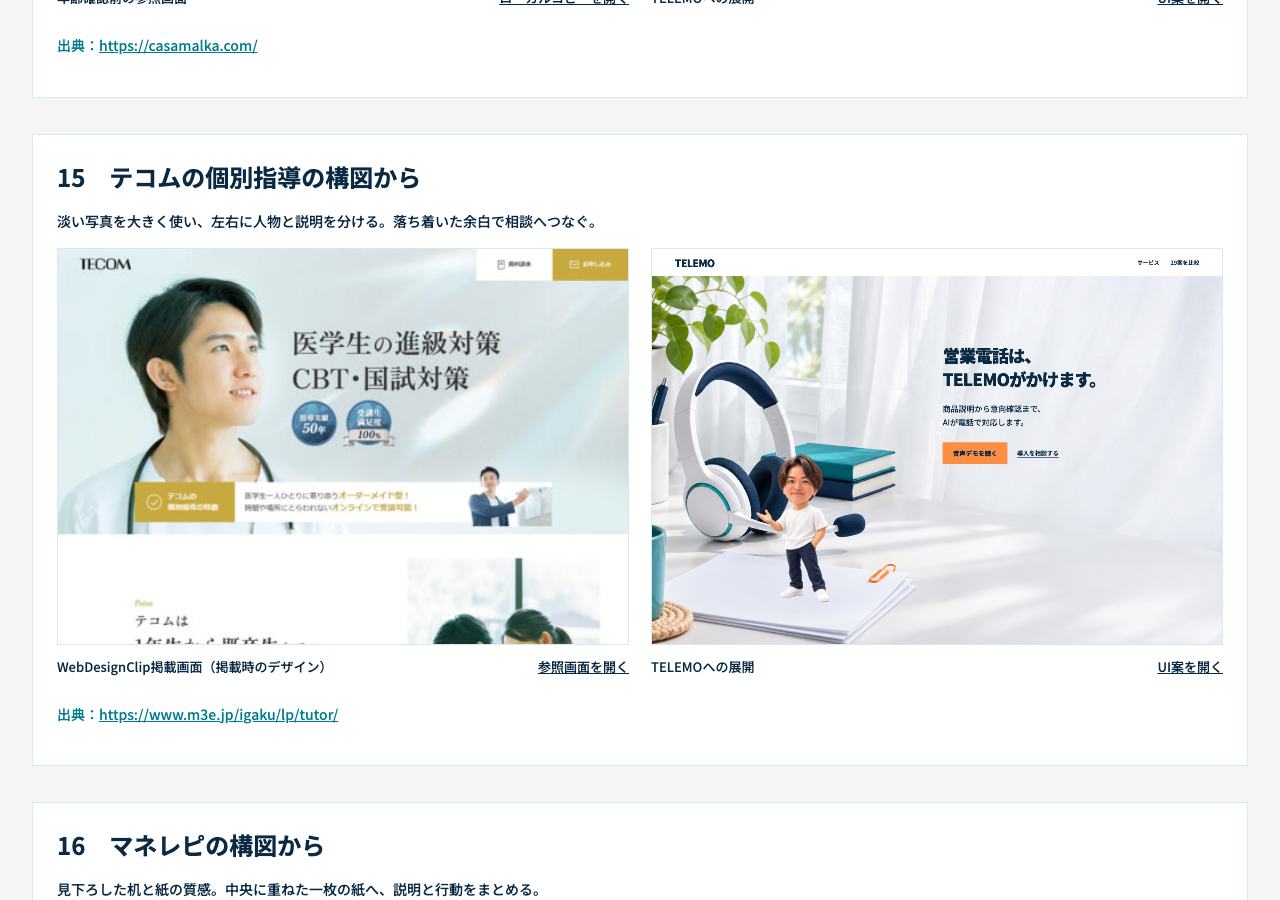 出典：https://casamalka.com/
15 テコムの個別指導の構図から
淡い写真を大きく使い、左右に人物と説明を分ける。落ち着いた余白で相談へつなぐ。
TECOM
資料請求
お申し込み
医学生の進級対策
CBT・国試対策
指導実績
50年
受講生
満足度
100%
テコムの
個別指導の特徴
医学生一人ひとりに寄り添うオーダーメイド型！
時間や場所にとらわれないオンラインで受講可能！
Point
テコムは
TELEMO
サービス
19案を比較
営業電話は、
TELEMOがかけます。
商品説明から意向確認まで、
AIが電話で対応します。
音声デモを聴く
導入を相談する
WebDesignClip掲載画面（掲載時のデザイン）
参照画面を開く
TELEMOへの展開
UI案を開く
出典：https://www.m3e.jp/igaku/lp/tutor/
16 マネレピの構図から
見下ろした机と紙の質感。中央に重ねた一枚の紙へ、説明と行動をまとめる。